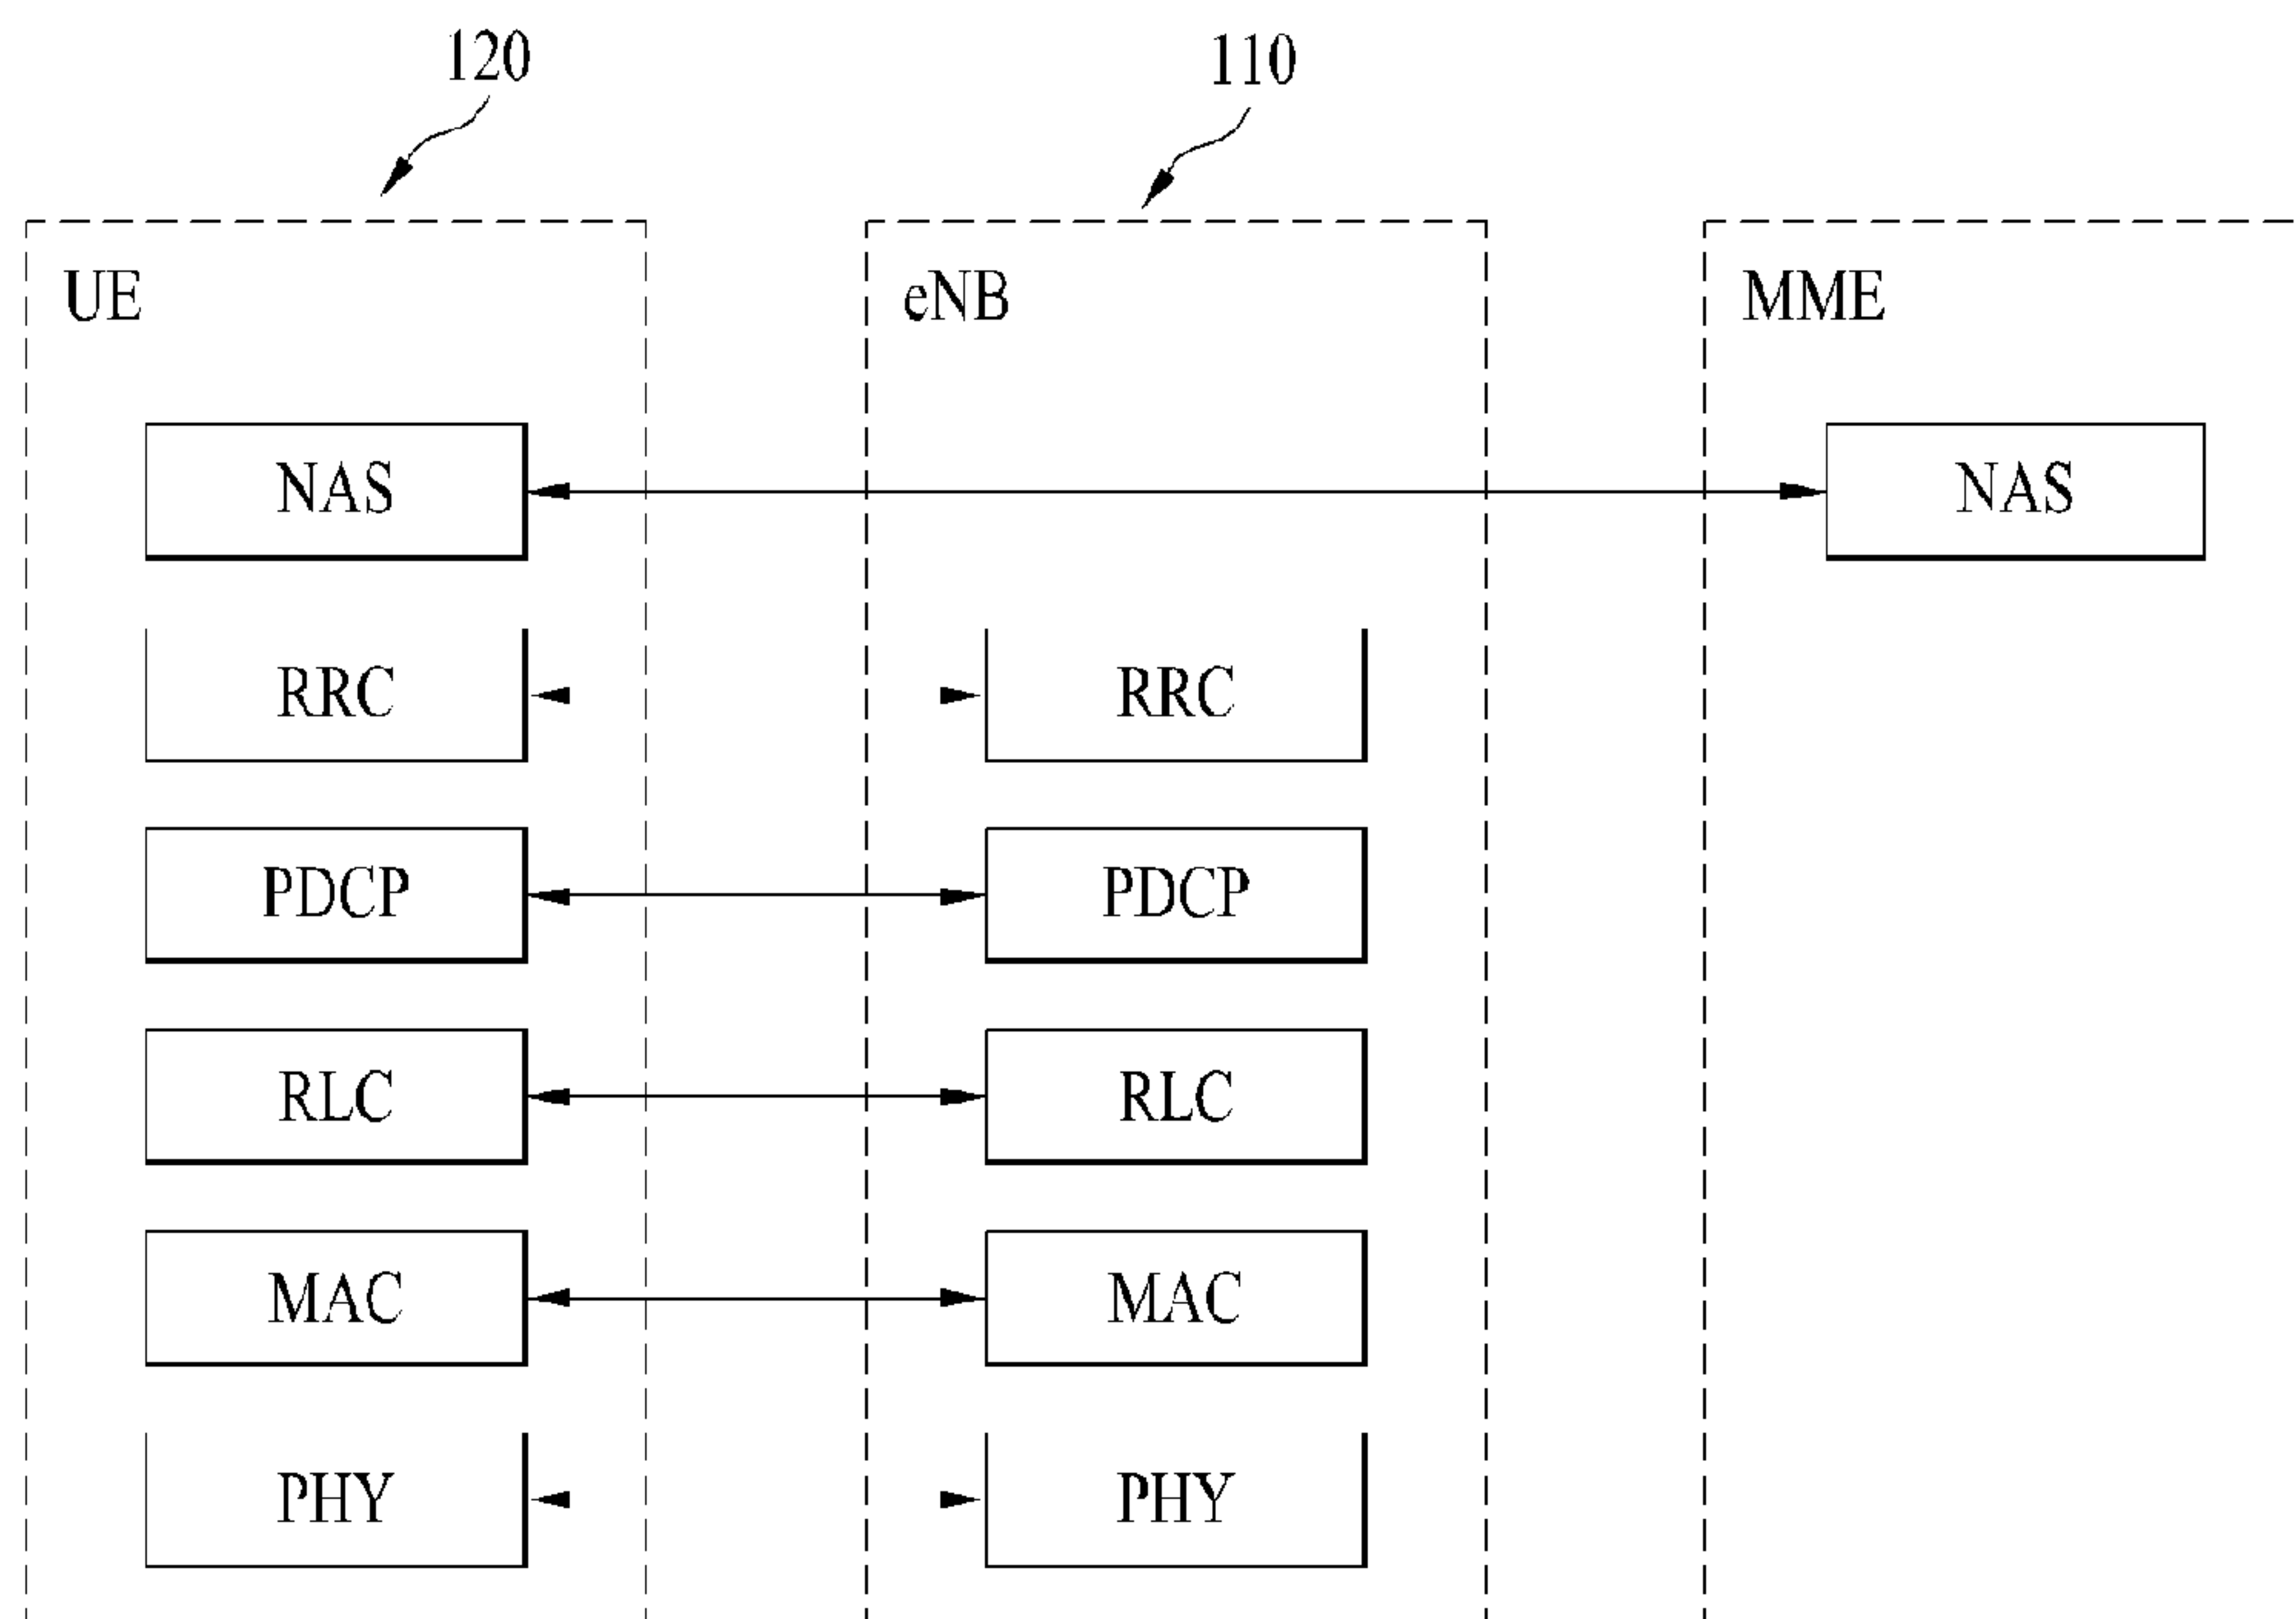 120 110
UE eNB MME
NAS NAS
RRC RRC
PDCP PDCP
RLC RLC
MAC MAC
PHY PHY